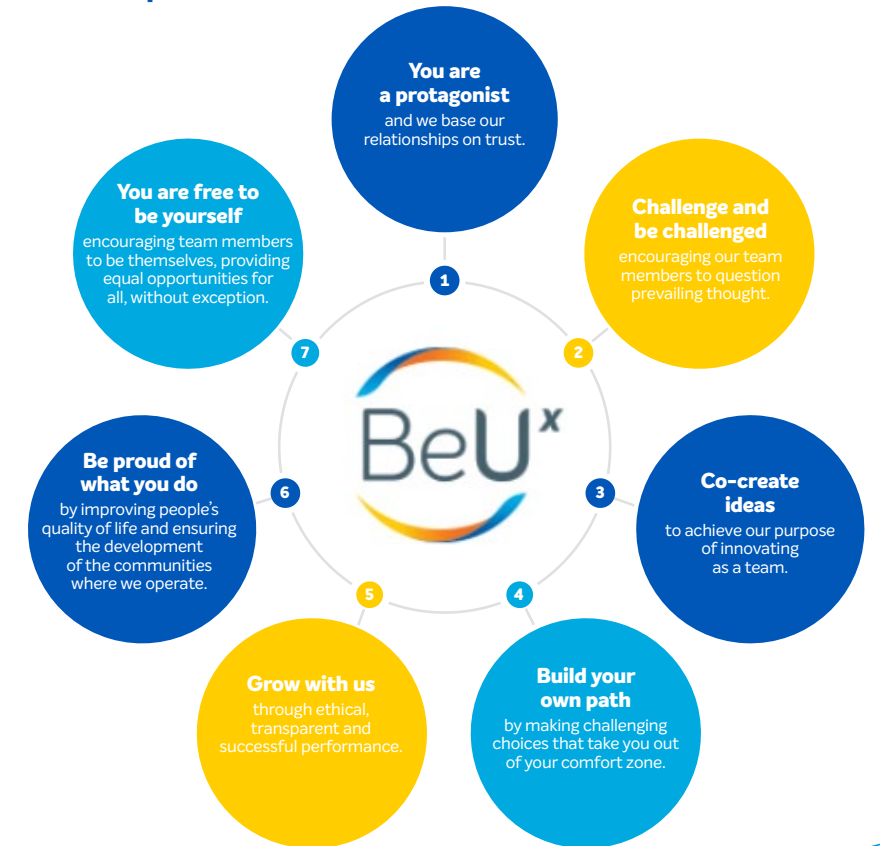 You are
a protagonist
and we base our
relationships on trust.
1
Challenge and
be challenged
encouraging our team
members to question
prevailing thought.
2
Co-create
ideas
to achieve our purpose
of innovating
as a team.
3
Build your
own path
by making challenging
choices that take you out
of your comfort zone.
4
Grow with us
through ethical,
transparent and
successful performance.
5
Be proud of
what you do
by improving people’s
quality of life and ensuring
the development
of the communities
where we operate.
6
You are free to
be yourself
encouraging team members
to be themselves, providing
equal opportunities for
all, without exception.
7
BeUx